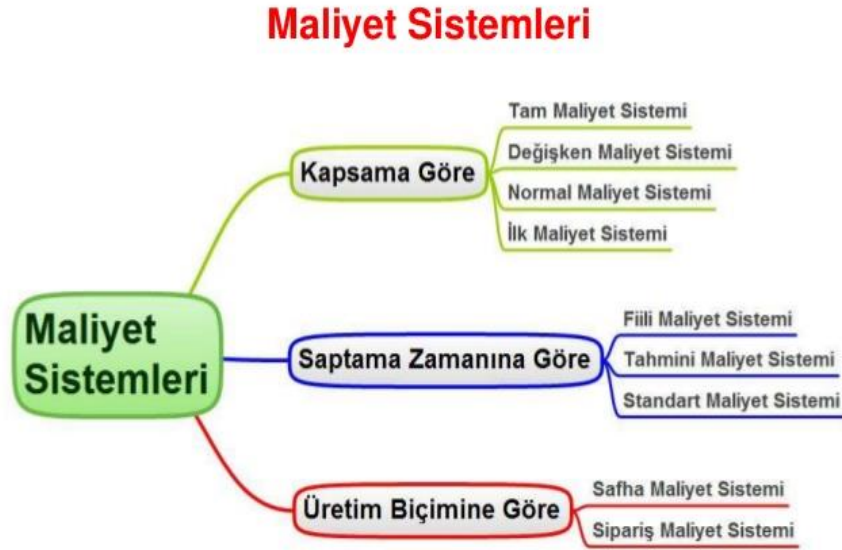 Maliyet Sistemleri
Maliyet
Sistemleri
Kapsama Göre
Tam Maliyet Sistemi
Değişken Maliyet Sistemi
Normal Maliyet Sistemi
İlk Maliyet Sistemi
Saptama Zamanına Göre
Fiili Maliyet Sistemi
Tahmini Maliyet Sistemi
Standart Maliyet Sistemi
Üretim Biçimine Göre
Safha Maliyet Sistemi
Sipariş Maliyet Sistemi